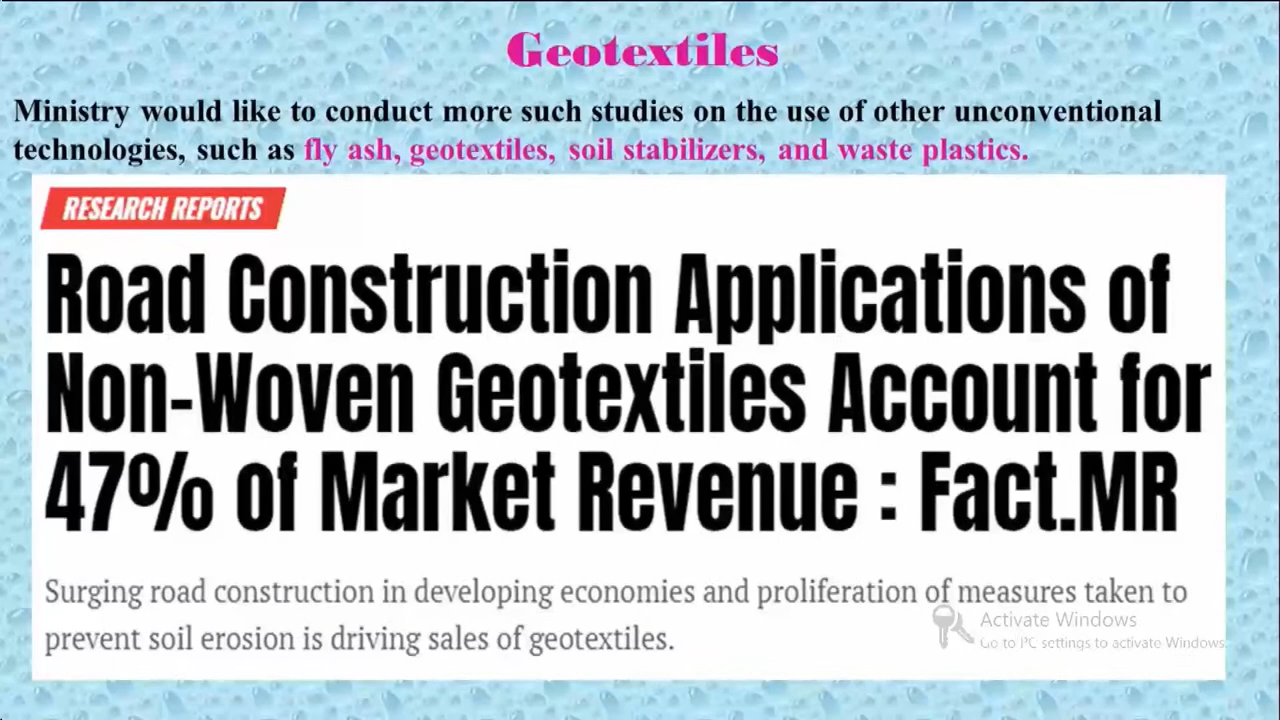 Geotextiles
Ministry would like to conduct more such studies on the use of other unconventional
technologies, such as fly ash, geotextiles, soil stabilizers, and waste plastics.
RESEARCH REPORTS
Road Construction Applications of
Non-Woven Geotextiles Account for
47% of Market Revenue : Fact.MR
Surging road construction in developing economies and proliferation of measures taken to
prevent soil erosion is driving sales of geotextiles.
Activate Windows
Go to PC settings to activate Windows.